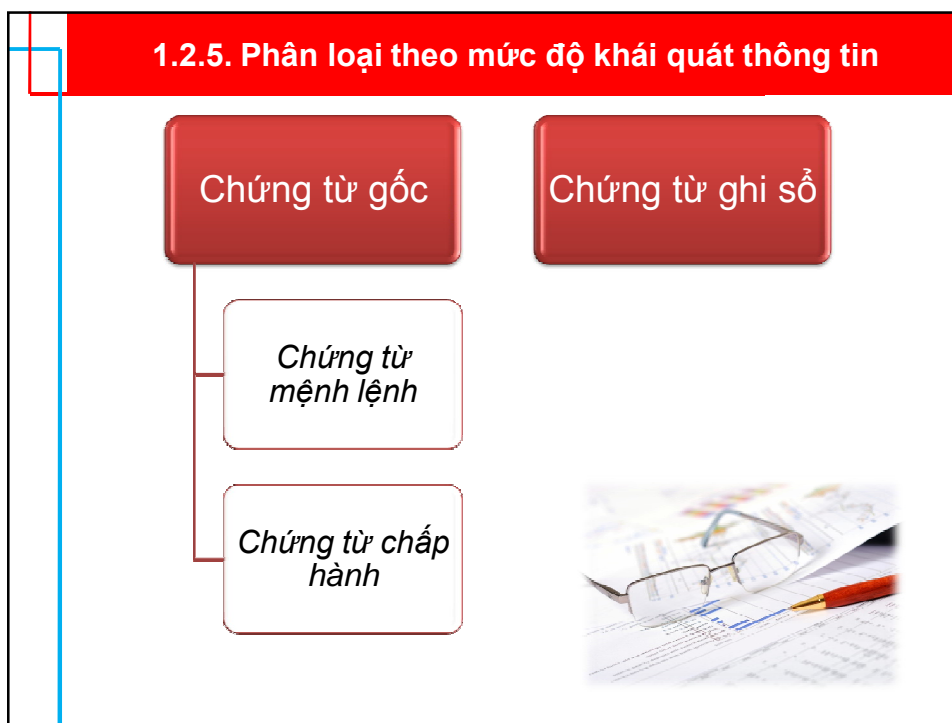 1.2.5. Phân loại theo mức độ khái quát thông tin
Chứng từ gốc
Chứng từ ghi sổ
Chứng từ
mệnh lệnh
Chứng từ chấp
hành